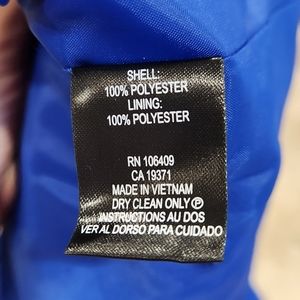 SHELL:
100% POLYESTER
LINING:
100% POLYESTER
RN 106409
CA 19371
MADE IN VIETNAM
DRY CLEAN ONLY Ⓟ
INSTRUCTIONS AU DOS
VER AL DORSO PARA CUIDADO